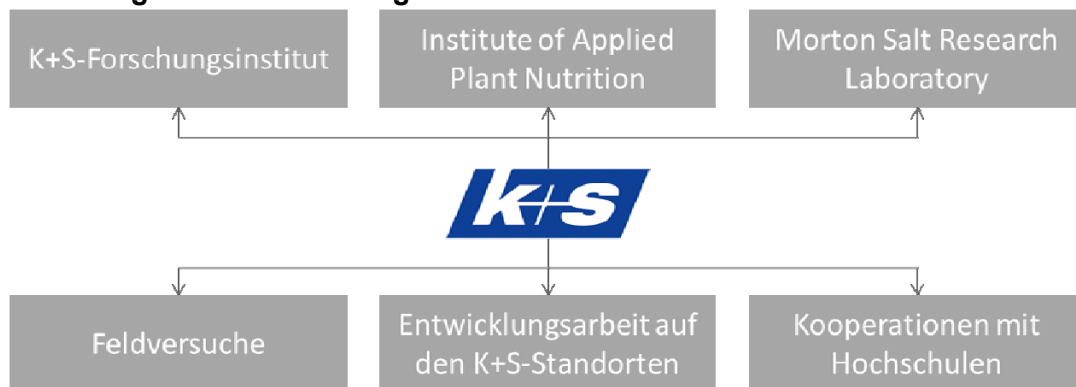 K+S-Forschungsinstitut
Institute of Applied
Plant Nutrition
Morton Salt Research
Laboratory
K+S
Feldversuche
Entwicklungsarbeit auf
den K+S-Standorten
Kooperationen mit
Hochschulen